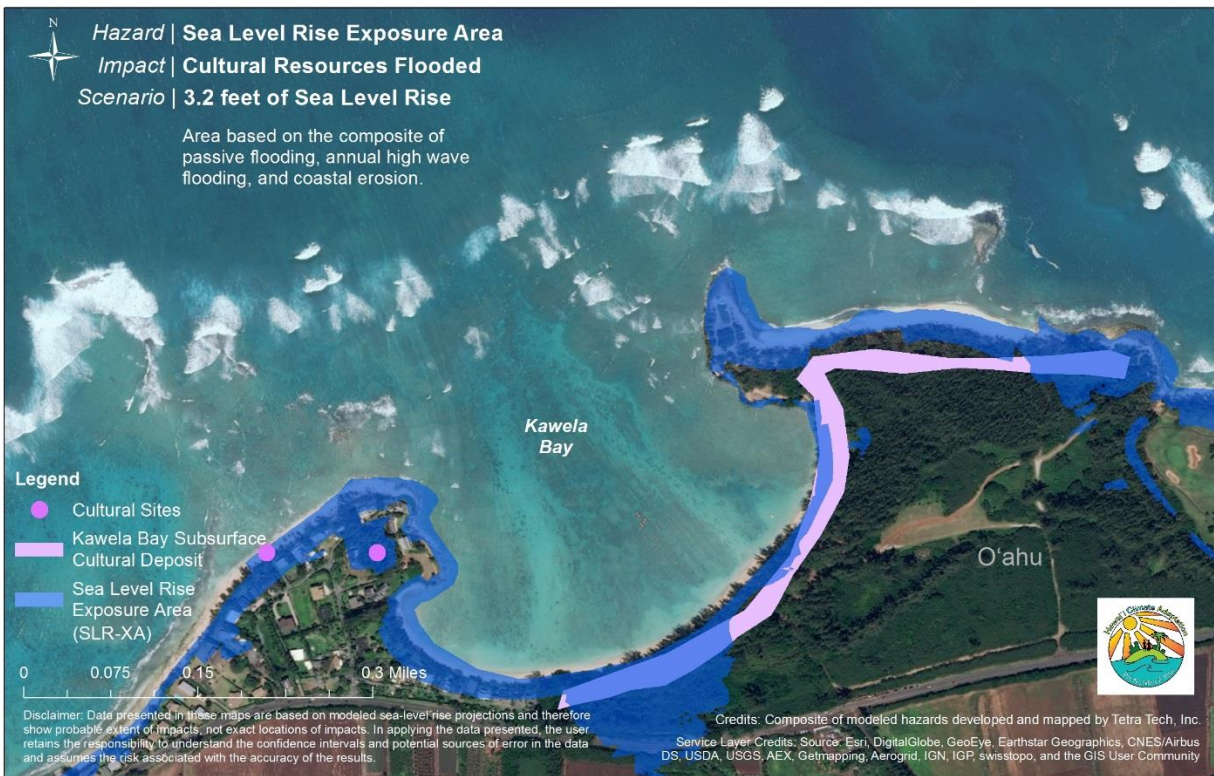 N
Hazard | Sea Level Rise Exposure Area
Impact | Cultural Resources Flooded
Scenario | 3.2 feet of Sea Level Rise
Area based on the composite of
passive flooding, annual high wave
flooding, and coastal erosion.
Kawela
Bay
Legend
Cultural Sites
Kawela Bay Subsurface
Cultural Deposit
Sea Level Rise
Exposure Area
(SLR-XA)
O‘ahu
0 0.075 0.15 0.3 Miles
Hawai‘i Climate Adaptation
Disclaimer: Data presented in these maps are based on modeled sea-level rise projections and therefore
show probable extent of impacts, not exact locations of impacts. In applying the data presented, the user
retains the responsibility to understand the confidence intervals and potential sources of error in the data
and assumes the risk associated with the accuracy of the results.
Credits: Composite of modeled hazards developed and mapped by Tetra Tech, Inc.
Service Layer Credits: Source: Esri, DigitalGlobe, GeoEye, Earthstar Geographics, CNES/Airbus
DS, USDA, USGS, AEX, Getmapping, Aerogrid, IGN, IGP, swisstopo, and the GIS User Community